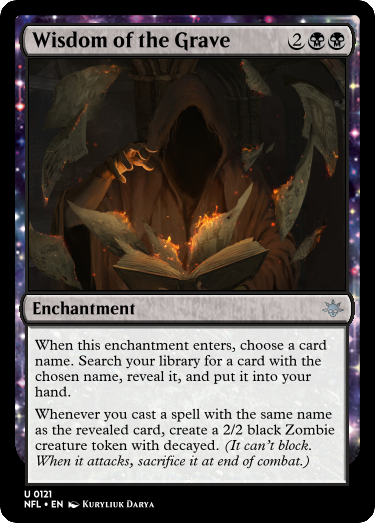 Wisdom of the Grave 2
Enchantment
When this enchantment enters, choose a card
name. Search your library for a card with the
chosen name, reveal it, and put it into your
hand.
Whenever you cast a spell with the same name
as the revealed card, create a 2/2 black Zombie
creature token with decayed. (It can't block.
When it attacks, sacrifice it at end of combat.)
U 0121
NFL • EN Kuryliuk Darya